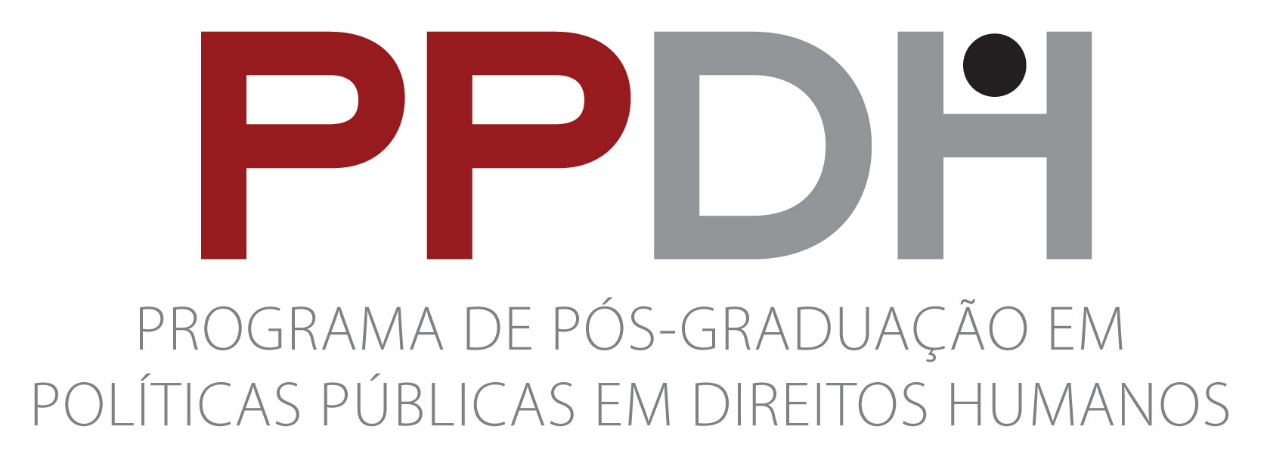 PPDH
PROGRAMA DE PÓS-GRADUAÇÃO EM
POLÍTICAS PÚBLICAS EM DIREITOS HUMANOS